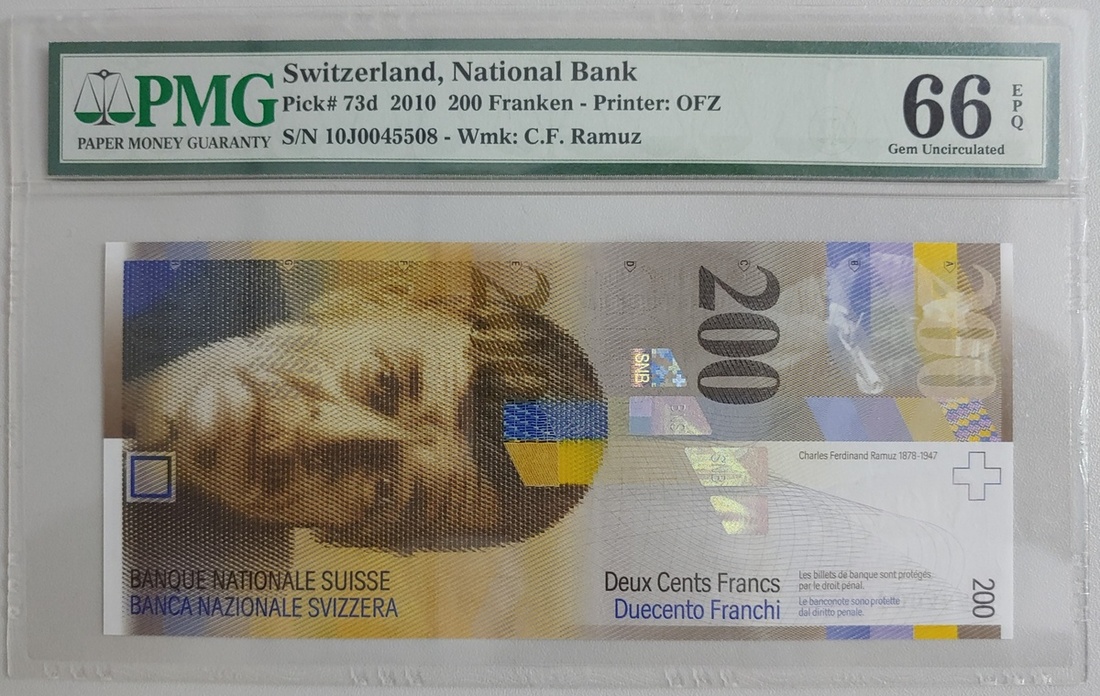 PMG
PAPER MONEY GUARANTY
Switzerland, National Bank
Pick# 73d 2010 200 Franken - Printer: OFZ
S/N 10J0045508 - Wmk: C.F. Ramuz
66
EPQ
Gem Uncirculated
G
F
E
D
C
B
A
200
200
200
SNB
Charles Ferdinand Ramuz 1878-1947
BANQUE NATIONALE SUISSE
BANCA NAZIONALE SVIZZERA
Deux Cents Francs
Duecento Franchi
Les billets de banque sont protégés
par le droit pénal.
Le banconote sono protette
dal diritto penale.
200